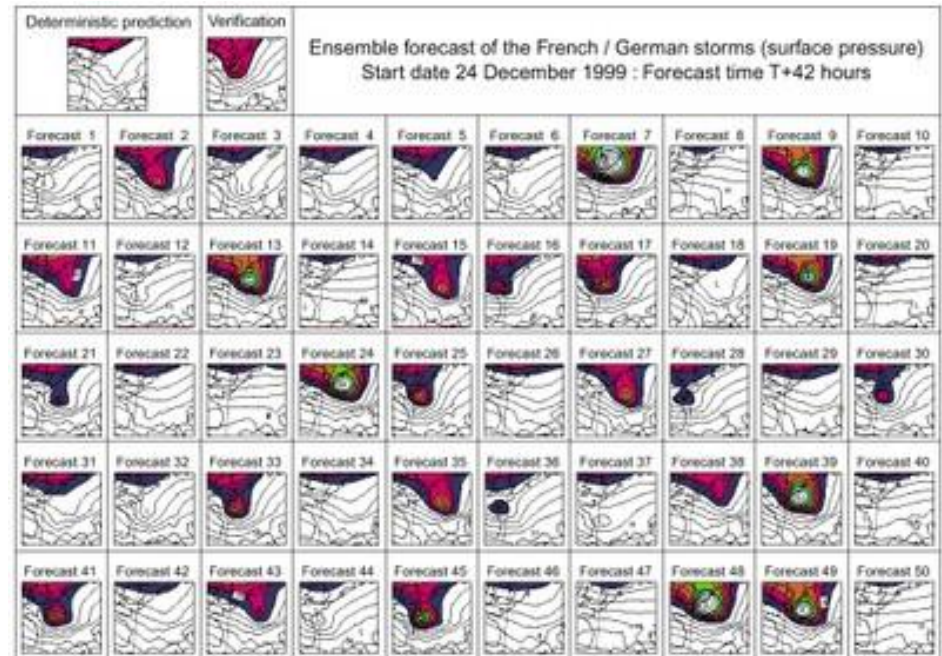 Deterministic prediction
Verification
Ensemble forecast of the French / German storms (surface pressure)
Start date 24 December 1999 : Forecast time T+42 hours
Forecast 1 Forecast 2 Forecast 3 Forecast 4 Forecast 5 Forecast 6 Forecast 7 Forecast 8 Forecast 9 Forecast 10
Forecast 11 Forecast 12 Forecast 13 Forecast 14 Forecast 15 Forecast 16 Forecast 17 Forecast 18 Forecast 19 Forecast 20
Forecast 21 Forecast 22 Forecast 23 Forecast 24 Forecast 25 Forecast 26 Forecast 27 Forecast 28 Forecast 29 Forecast 30
Forecast 31 Forecast 32 Forecast 33 Forecast 34 Forecast 35 Forecast 36 Forecast 37 Forecast 38 Forecast 39 Forecast 40
Forecast 41 Forecast 42 Forecast 43 Forecast 44 Forecast 45 Forecast 46 Forecast 47 Forecast 48 Forecast 49 Forecast 50